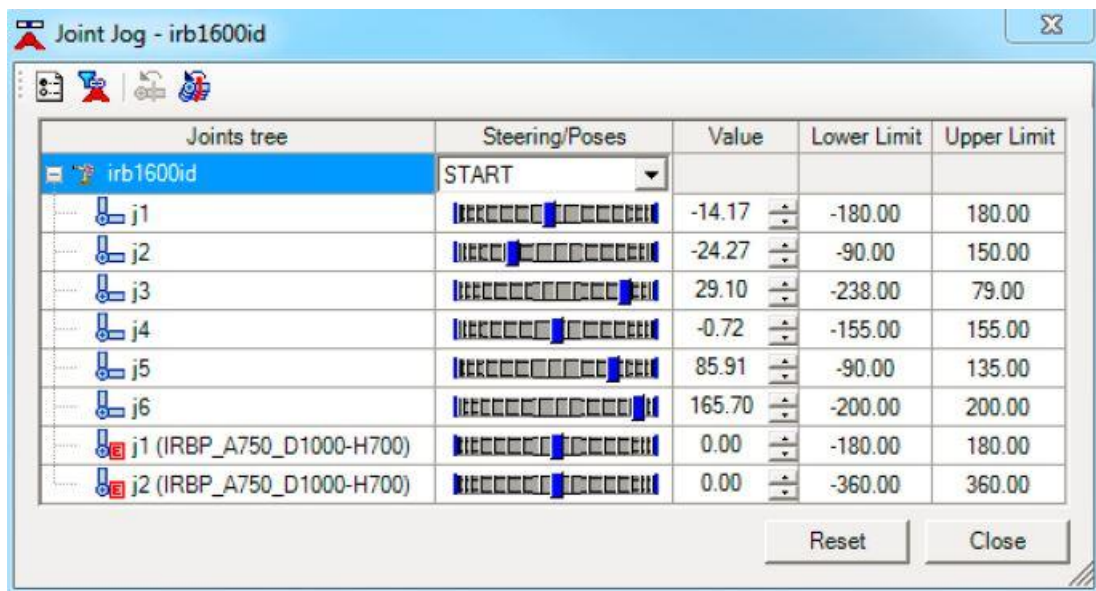 Joint Jog - irb1600id
Joints tree Steering/Poses Value Lower Limit Upper Limit
irb1600id START
j1 -14.17 -180.00 180.00
j2 -24.27 -90.00 150.00
j3 29.10 -238.00 79.00
j4 -0.72 -155.00 155.00
j5 85.91 -90.00 135.00
j6 165.70 -200.00 200.00
E j1 (IRBP_A750_D1000-H700) 0.00 -180.00 180.00
E j2 (IRBP_A750_D1000-H700) 0.00 -360.00 360.00
Reset Close